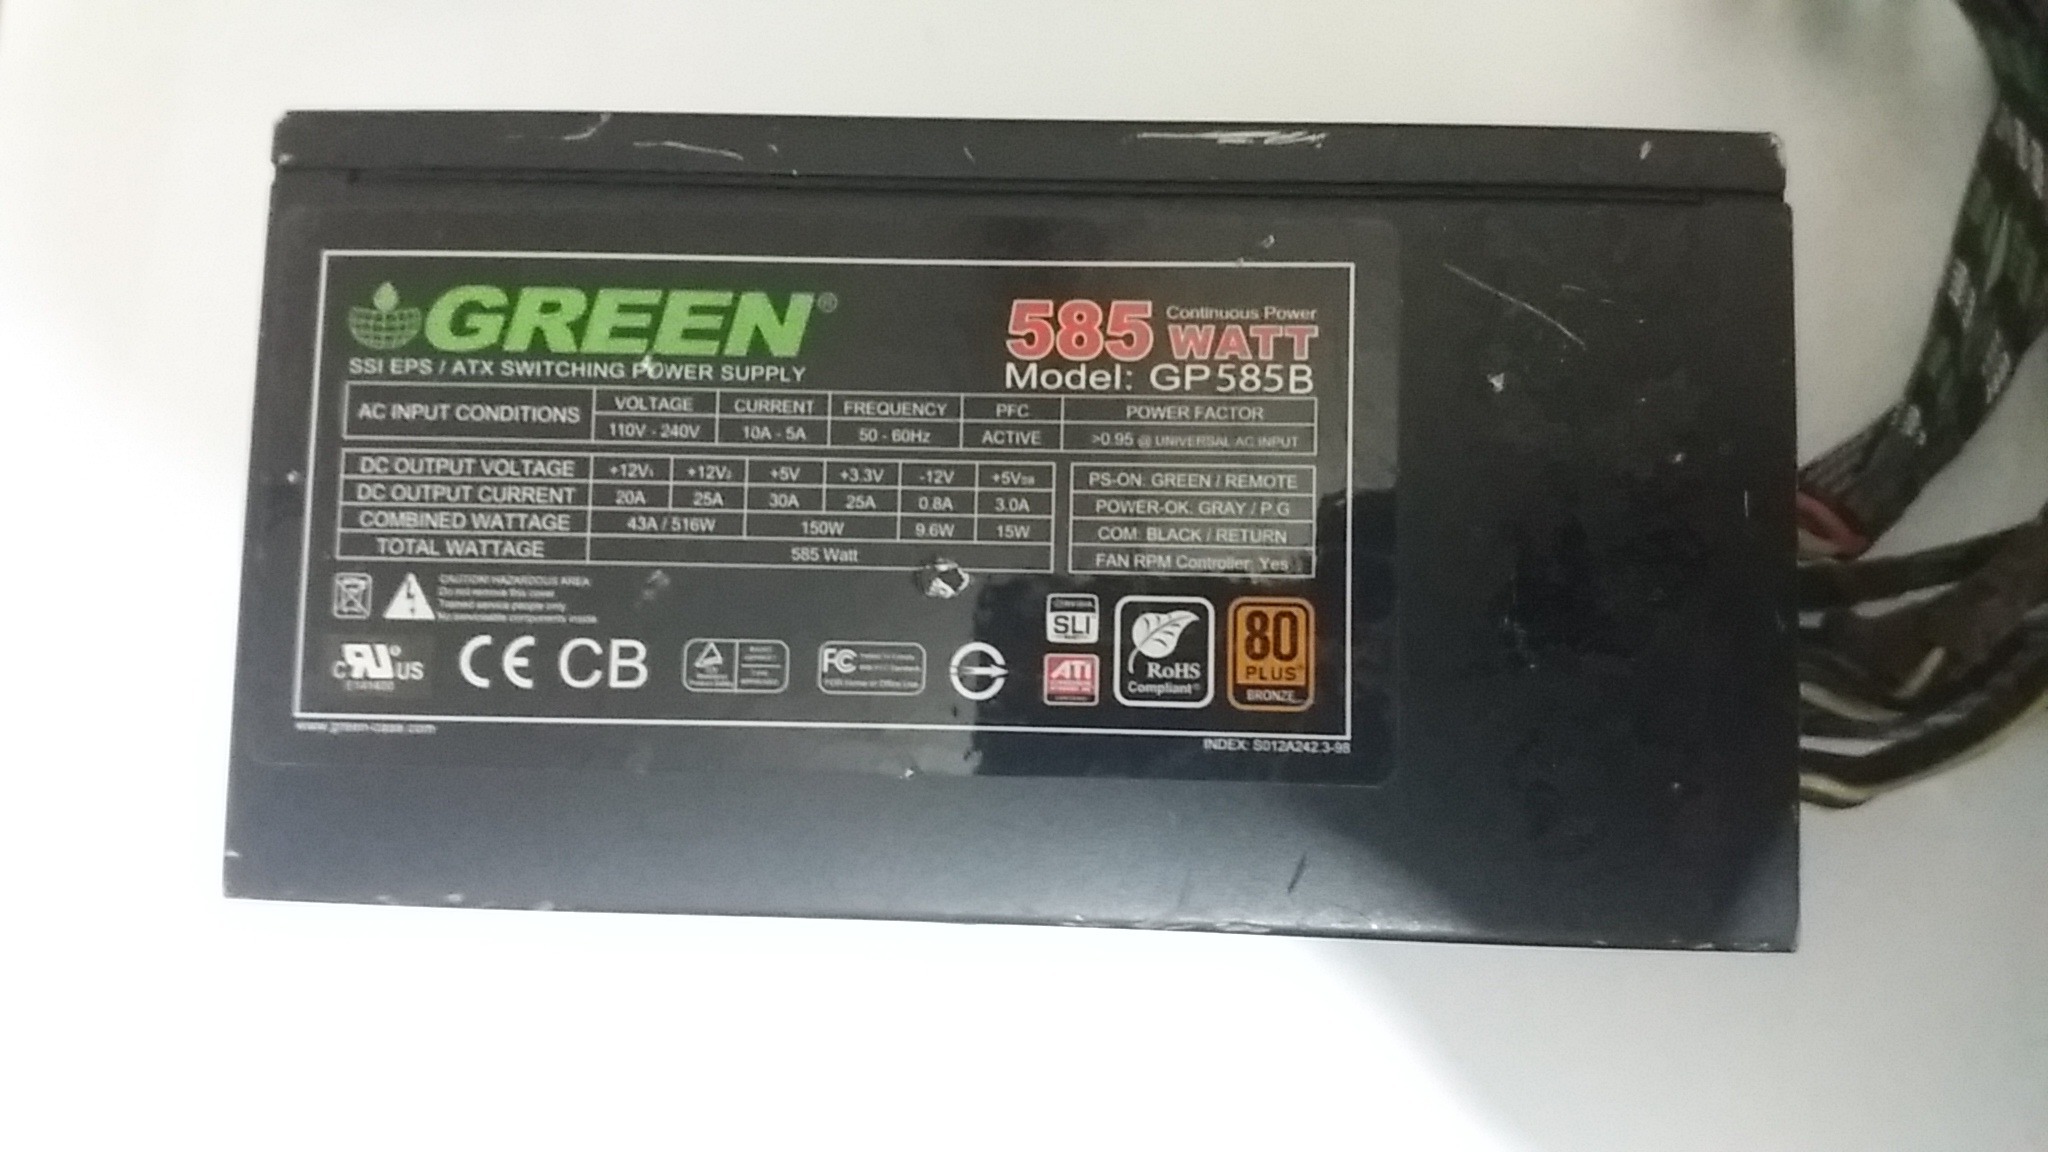 GREEN®
SSI EPS / ATX SWITCHING POWER SUPPLY
585 Continuous Power
WATT
Model: GP585B
AC INPUT CONDITIONS VOLTAGE CURRENT FREQUENCY PFC POWER FACTOR
110V - 240V 10A - 5A 50 - 60Hz ACTIVE >0.95 @ UNIVERSAL AC INPUT
DC OUTPUT VOLTAGE +12V1 +12V2 +5V +3.3V -12V +5VSB
DC OUTPUT CURRENT 20A 25A 30A 25A 0.8A 3.0A
COMBINED WATTAGE 43A / 516W 150W 9.6W 15W
TOTAL WATTAGE 585 Watt
PS-ON: GREEN / REMOTE
POWER-OK: GRAY / P.G
COM: BLACK / RETURN
FAN RPM Controller: Yes
CAUTION! HAZARDOUS AREA
Do not remove this cover
Trained service people only
No serviceable components inside
c RU US
CE CB
FC
SLI
ATI
RoHS
Compliant
80
PLUS®
BRONZE
www.green-case.com
INDEX: S012A242.3-98